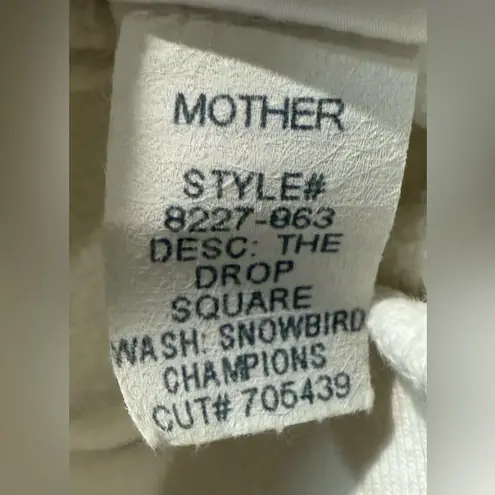 MOTHER
STYLE#
8227-863
DESC: THE
DROP
SQUARE
WASH: SNOWBIRD
CHAMPIONS
CUT# 705439